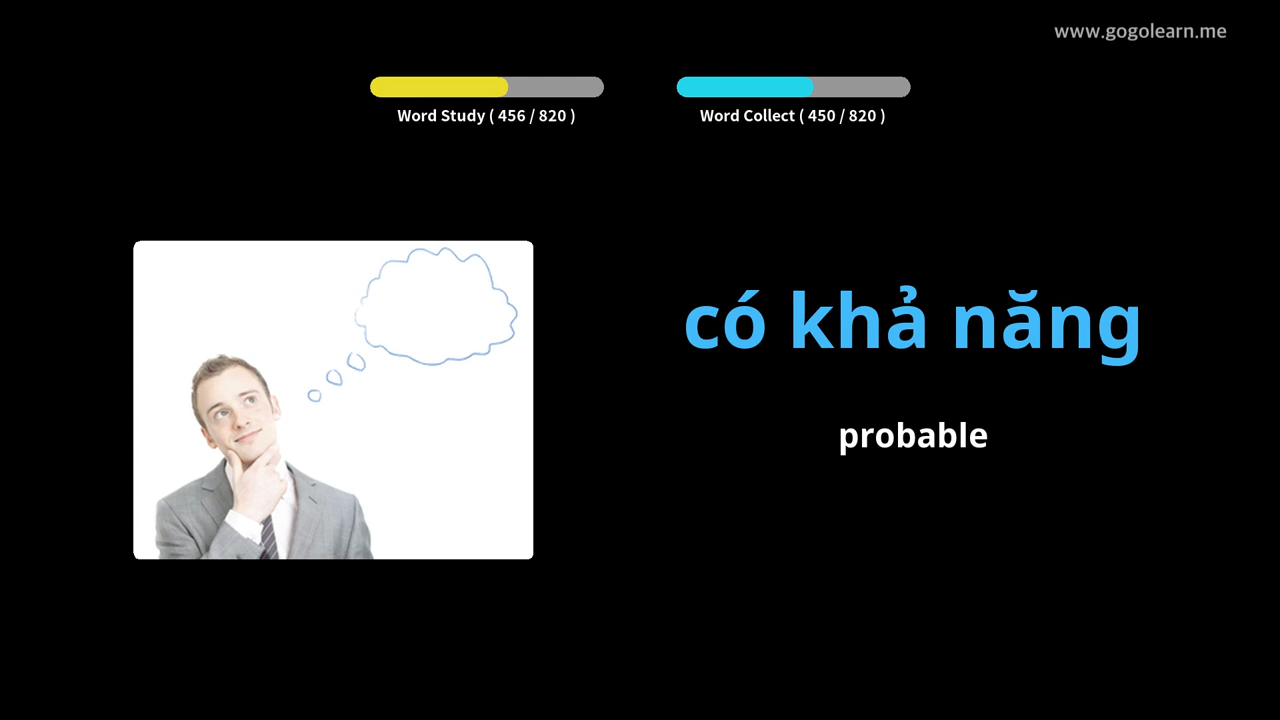 www.gogolearn.me
Word Study ( 456 / 820 )
Word Collect ( 450 / 820 )
có khả năng
probable